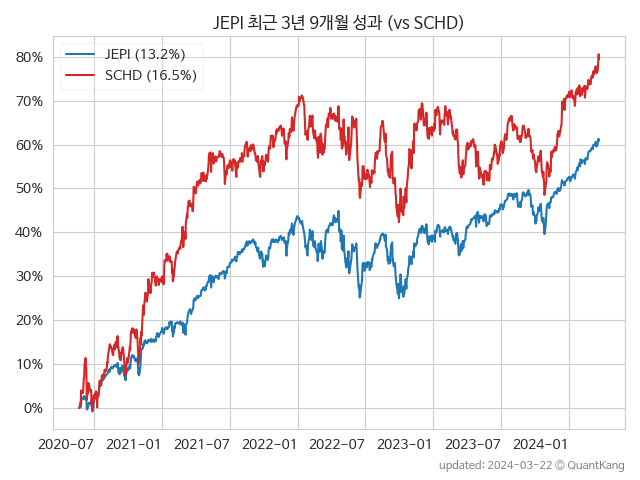 JEPI 최근 3년 9개월 성과 (vs SCHD)
JEPI (13.2%)
SCHD (16.5%)
80%
70%
60%
50%
40%
30%
20%
10%
0%
2020-07 2021-01 2021-07 2022-01 2022-07 2023-01 2023-07 2024-01
updated: 2024-03-22 © QuantKang